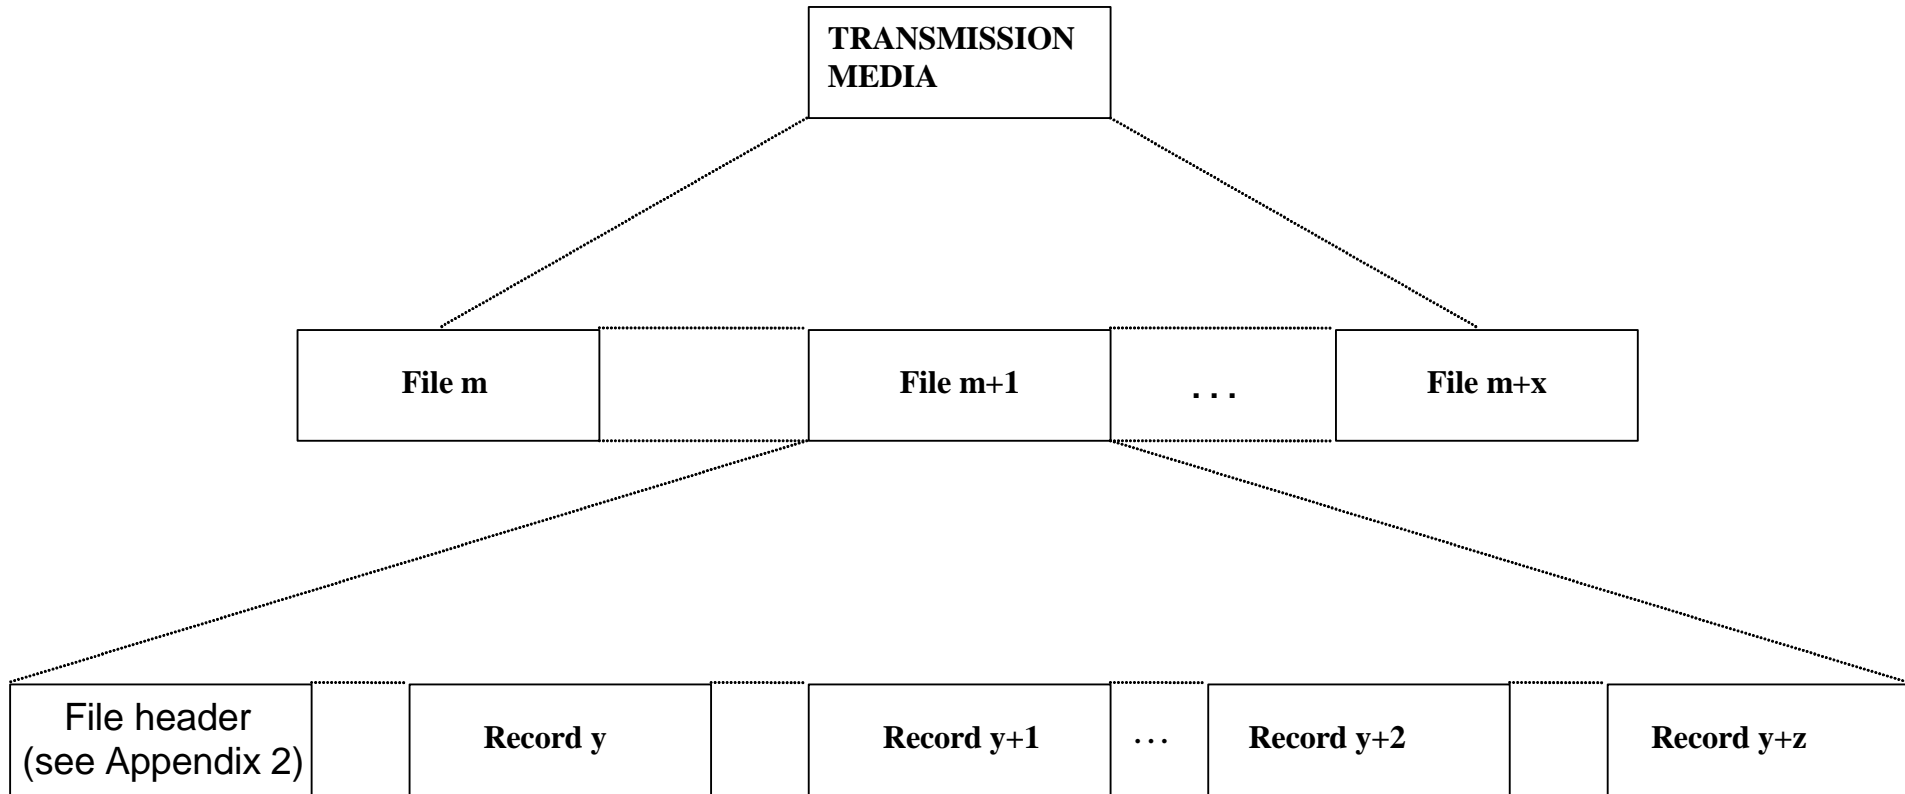 TRANSMISSION
MEDIA
File m
File m+1
...
File m+x
File header
(see Appendix 2)
Record y
Record y+1
...
Record y+2
Record y+z